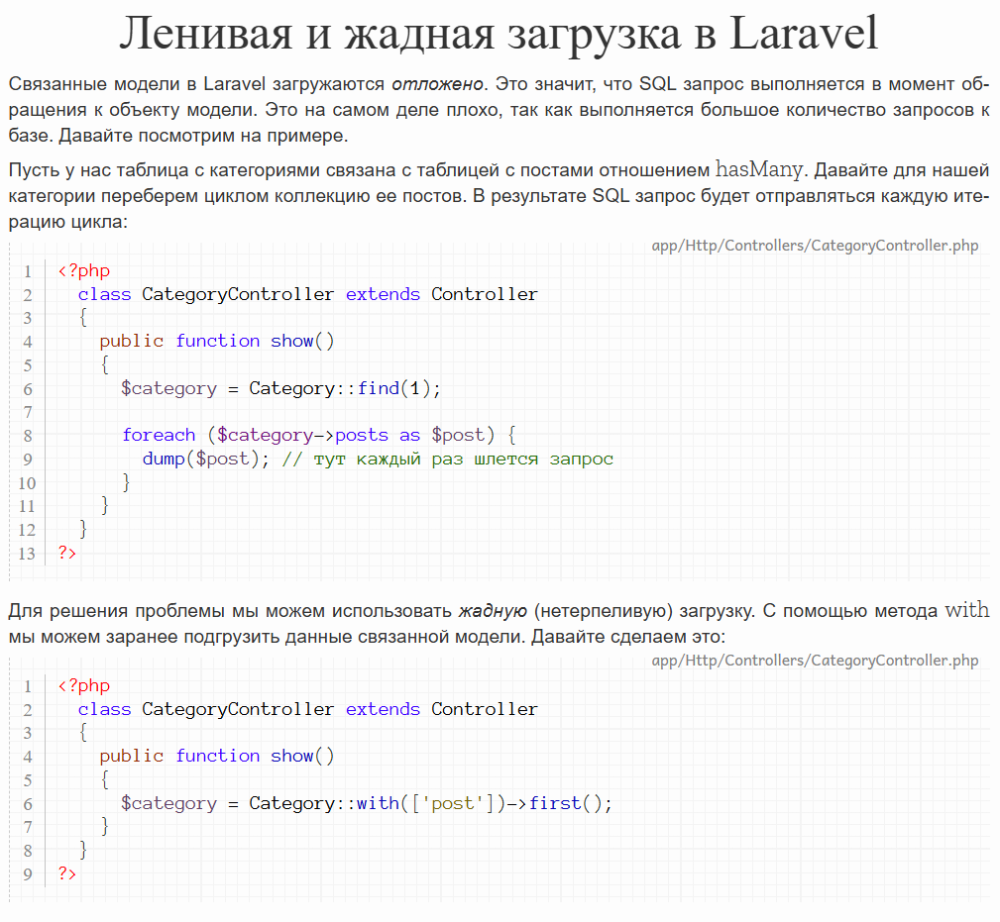 Ленивая и жадная загрузка в Laravel
Связанные модели в Laravel загружаются отложено. Это значит, что SQL запрос выполняется в момент об-
ращения к объекту модели. Это на самом деле плохо, так как выполняется большое количество запросов к
базе. Давайте посмотрим на примере.
Пусть у нас таблица с категориями связана с таблицей с постами отношением hasMany. Давайте для нашей
категории переберем циклом коллекцию ее постов. В результате SQL запрос будет отправляться каждую ите-
рацию цикла:
app/Http/Controllers/CategoryController.php
1 <?php
2 class CategoryController extends Controller
3 {
4 public function show()
5 {
6 $category = Category::find(1);
7
8 foreach ($category->posts as $post) {
9 dump($post); // тут каждый раз шлется запрос
10 }
11 }
12 }
13 ?>
Для решения проблемы мы можем использовать жадную (нетерпеливую) загрузку. С помощью метода with
мы можем заранее подгрузить данные связанной модели. Давайте сделаем это:
app/Http/Controllers/CategoryController.php
1 <?php
2 class CategoryController extends Controller
3 {
4 public function show()
5 {
6 $category = Category::with(['post'])->first();
7 }
8 }
9 ?>